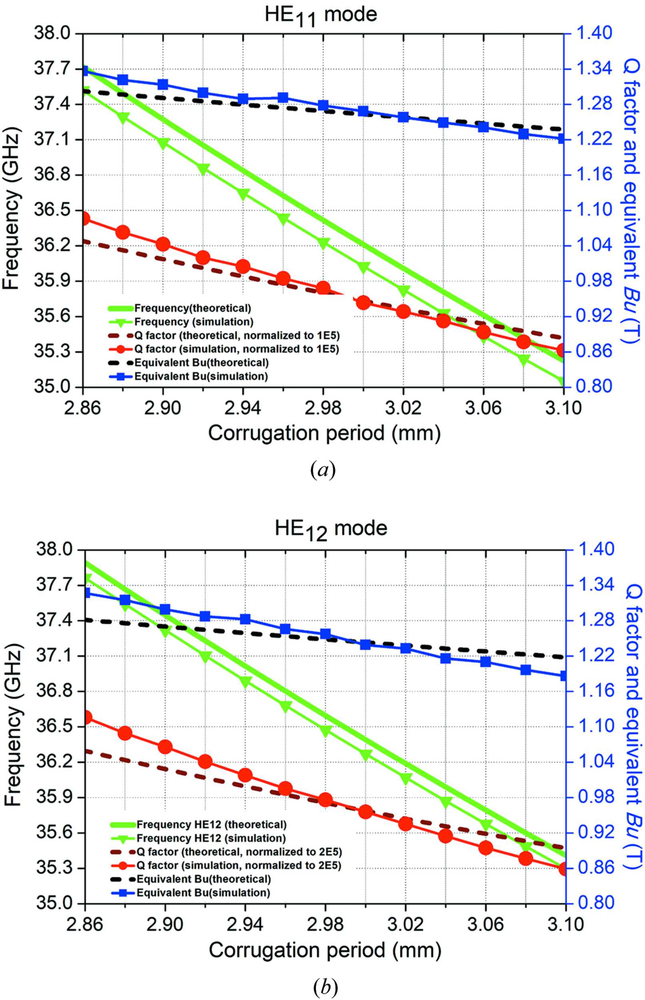 HE11 mode
38.0
37.7
37.4
37.1
36.8
36.5
36.2
35.9
35.6
35.3
35.0
Frequency (GHz)
1.40
1.34
1.28
1.22
1.16
1.10
1.04
0.98
0.92
0.86
0.80
Q factor and equivalent Bu (T)
Frequency(theoretical)
Frequency (simulation)
Q factor (theoretical, normalized to 1E5)
Q factor (simulation, normalized to 1E5)
Equivalent Bu(theoretical)
Equivalent Bu(simulation)
2.86 2.90 2.94 2.98 3.02 3.06 3.10
Corrugation period (mm)
(a)
HE12 mode
38.0
37.7
37.4
37.1
36.8
36.5
36.2
35.9
35.6
35.3
35.0
Frequency (GHz)
1.40
1.34
1.28
1.22
1.16
1.10
1.04
0.98
0.92
0.86
0.80
Q factor and equivalent Bu (T)
Frequency HE12 (theoretical)
Frequency HE12 (simulation)
Q factor (theoretical, normalized to 2E5)
Q factor (simulation, normalized to 2E5)
Equivalent Bu(theoretical)
Equivalent Bu(simulation)
2.86 2.90 2.94 2.98 3.02 3.06 3.10
Corrugation period (mm)
(b)